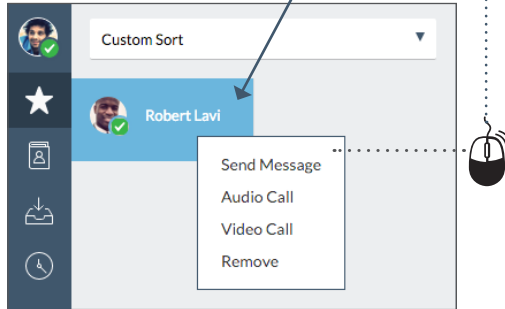 Custom Sort
Robert Lavi
Send Message
Audio Call
Video Call
Remove